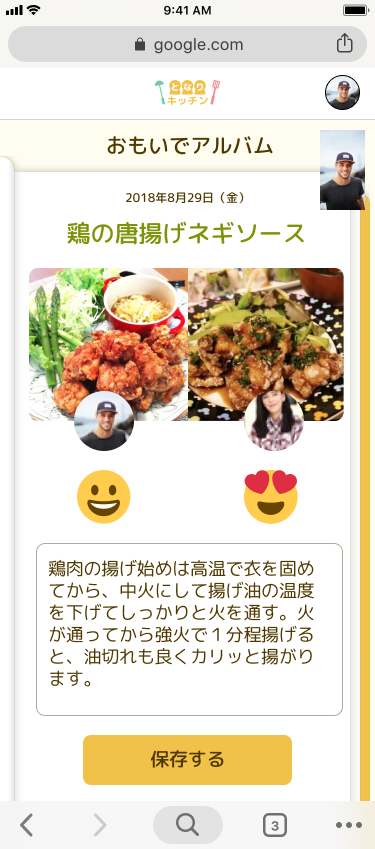 9:41 AM
google.com
となり
キッチン
おもいでアルバム
2018年8月29日（金）
鶏の唐揚げネギソース
鶏肉の揚げ始めは高温で衣を固め
てから、中火にして揚げ油の温度
を下げてしっかりと火を通す。火
が通ってから強火で１分程揚げる
と、油切れも良くカリッと揚がり
ます。
保存する
3